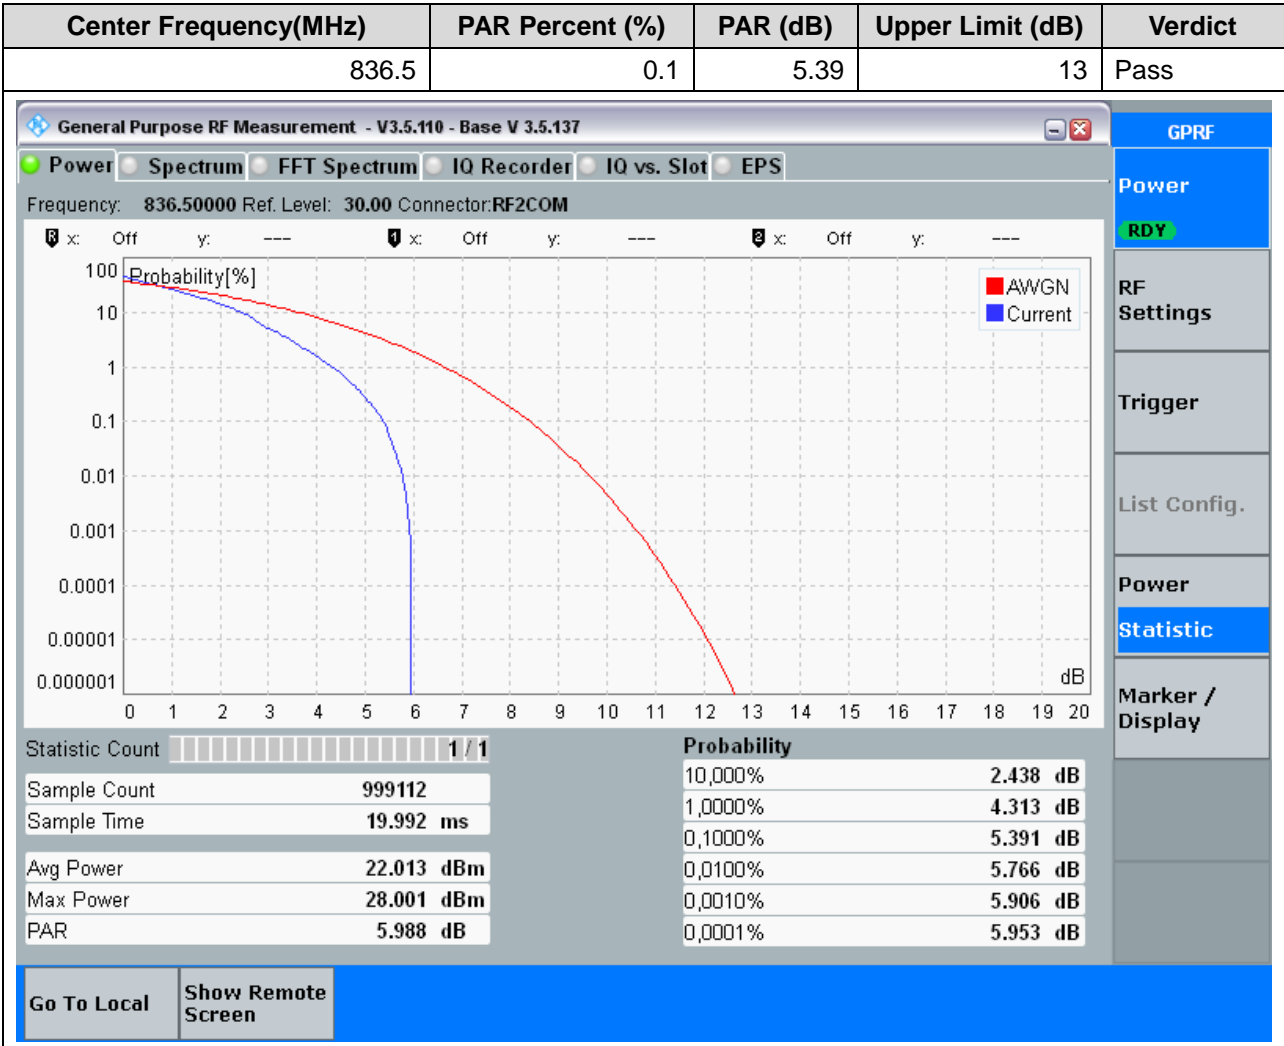 Center Frequency(MHz) PAR Percent (%) PAR (dB) Upper Limit (dB) Verdict
836.5 0.1 5.39 13 Pass
General Purpose RF Measurement - V3.5.110 - Base V 3.5.137
GPRF
Power Spectrum FFT Spectrum IQ Recorder IQ vs. Slot EPS
Frequency: 836.50000 Ref. Level: 30.00 Connector:RF2COM
R x: Off y: --- 1 x: Off y: --- 2 x: Off y: ---
Probability[%]
AWGN
Current
100
10
1
0.1
0.01
0.001
0.0001
0.00001
0.000001
dB
0 1 2 3 4 5 6 7 8 9 10 11 12 13 14 15 16 17 18 19 20
Statistic Count 1 / 1
Sample Count 999112
Sample Time 19.992 ms
Avg Power 22.013 dBm
Max Power 28.001 dBm
PAR 5.988 dB
Probability
10,000% 2.438 dB
1,0000% 4.313 dB
0,1000% 5.391 dB
0,0100% 5.766 dB
0,0010% 5.906 dB
0,0001% 5.953 dB
Power
RDY
RF
Settings
Trigger
List Config.
Power
Statistic
Marker /
Display
Go To Local
Show Remote
Screen